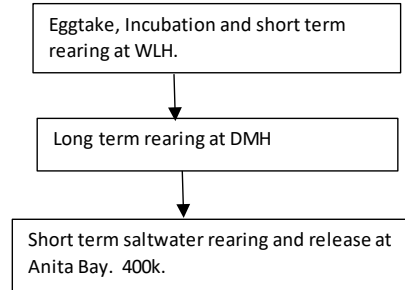 Eggtake, Incubation and short term
rearing at WLH.
Long term rearing at DMH
Short term saltwater rearing and release at
Anita Bay.  400k.